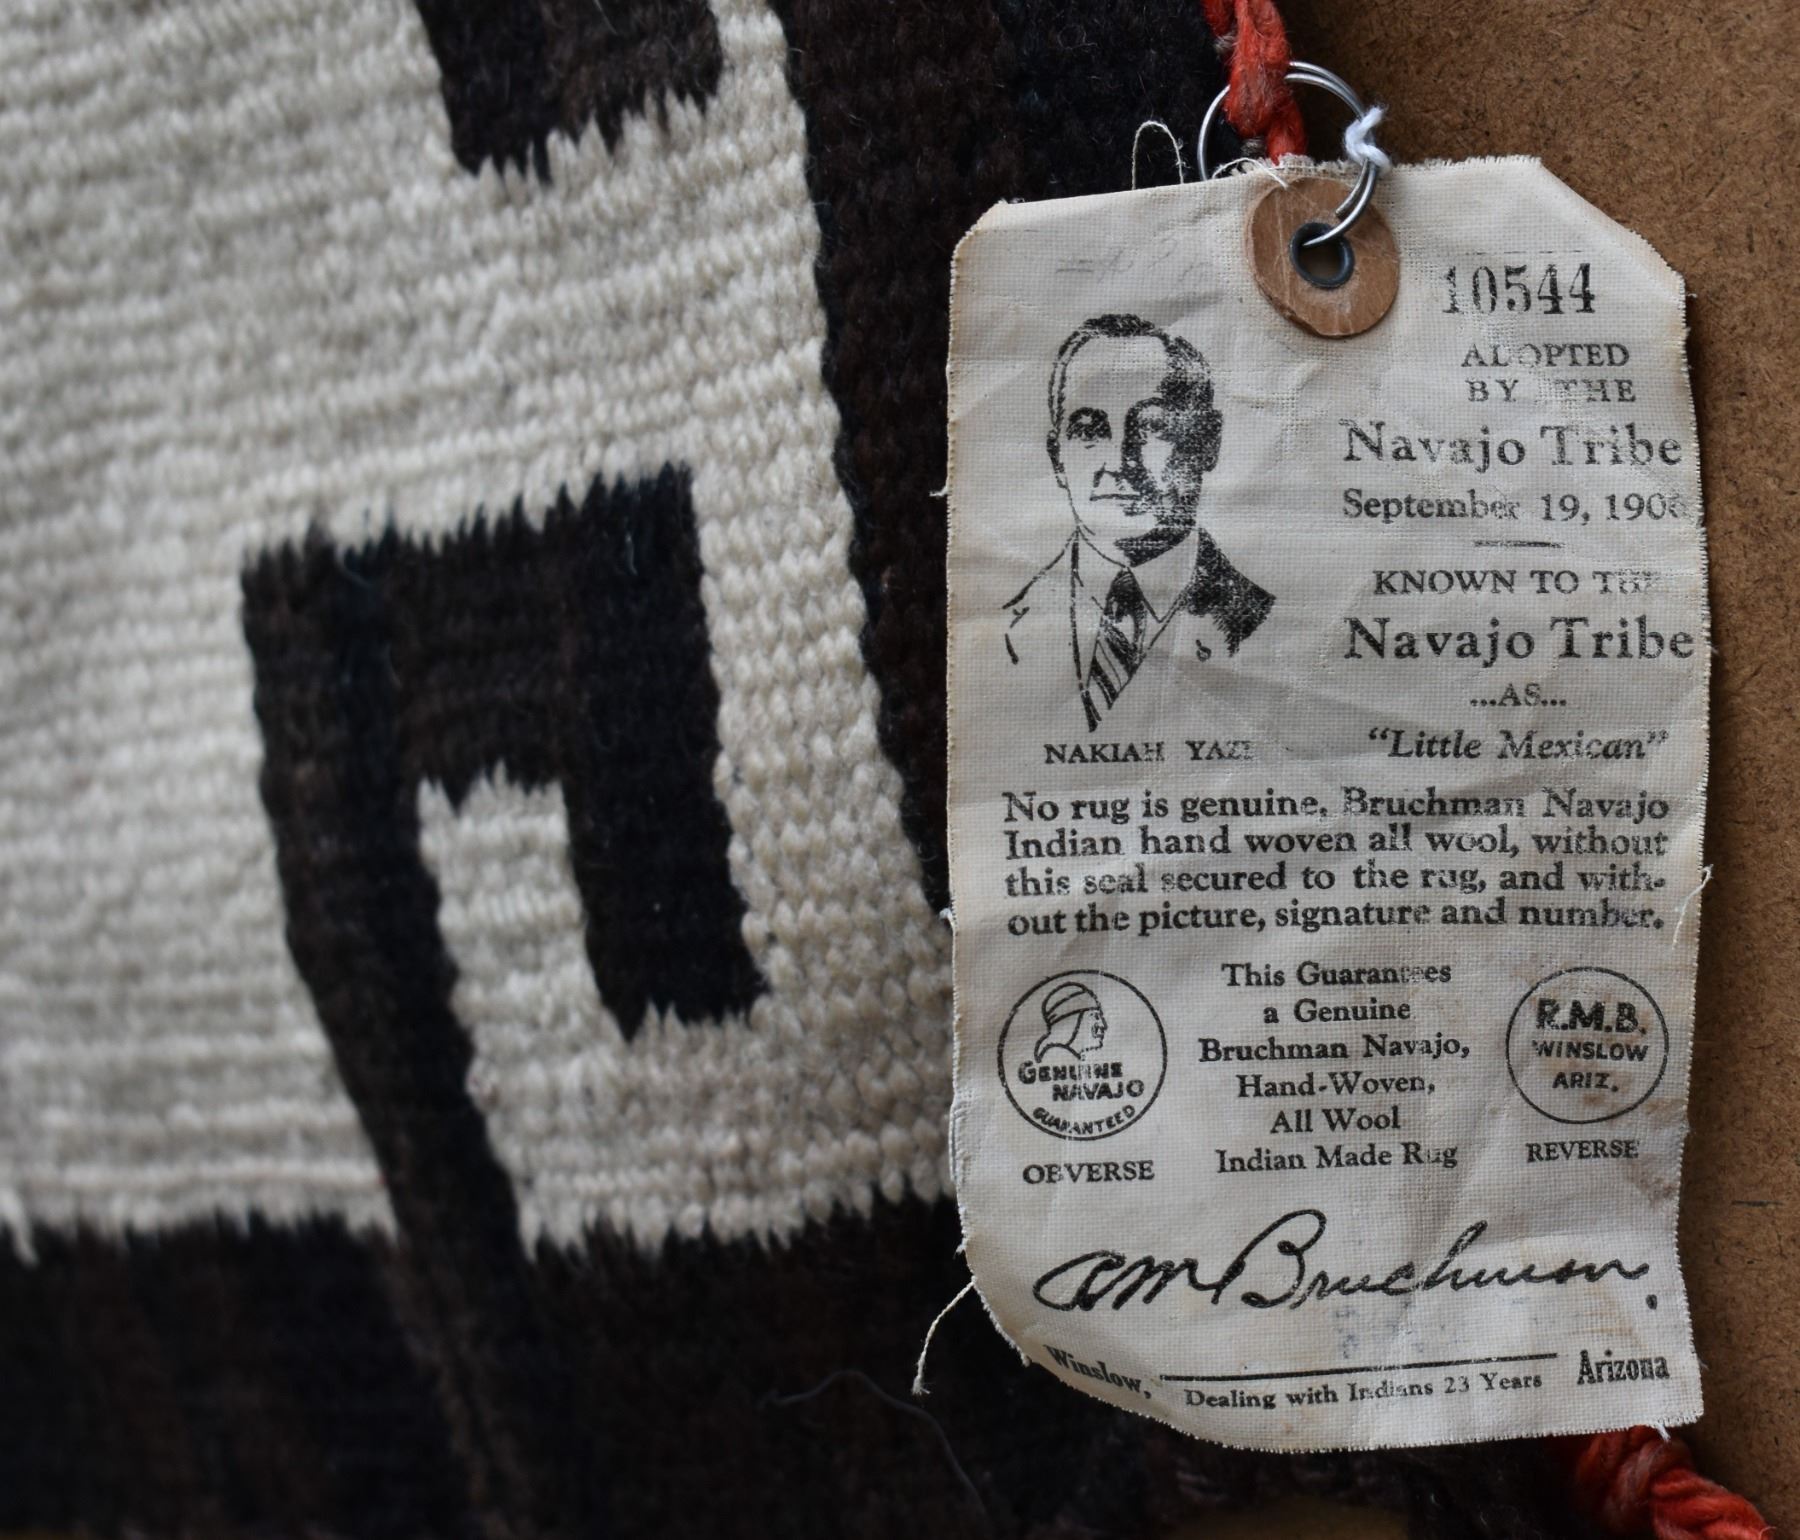 10544
ADOPTED
BY THE
Navajo Tribe
September 19, 1906
KNOWN TO THE
Navajo Tribe
...AS...
"Little Mexican"
NAKIAH YAZI
No rug is genuine, Bruchman Navajo
Indian hand woven all wool, without
this seal secured to the rug, and with-
out the picture, signature and number.
GENUINE
NAVAJO
GUARANTEED
OBVERSE
This Guarantees
a Genuine
Bruchman Navajo,
Hand-Woven,
All Wool
Indian Made Rug
R.M.B.
WINSLOW
ARIZ.
REVERSE
RM Bruchman.
Winslow, Arizona
Dealing with Indians 23 Years